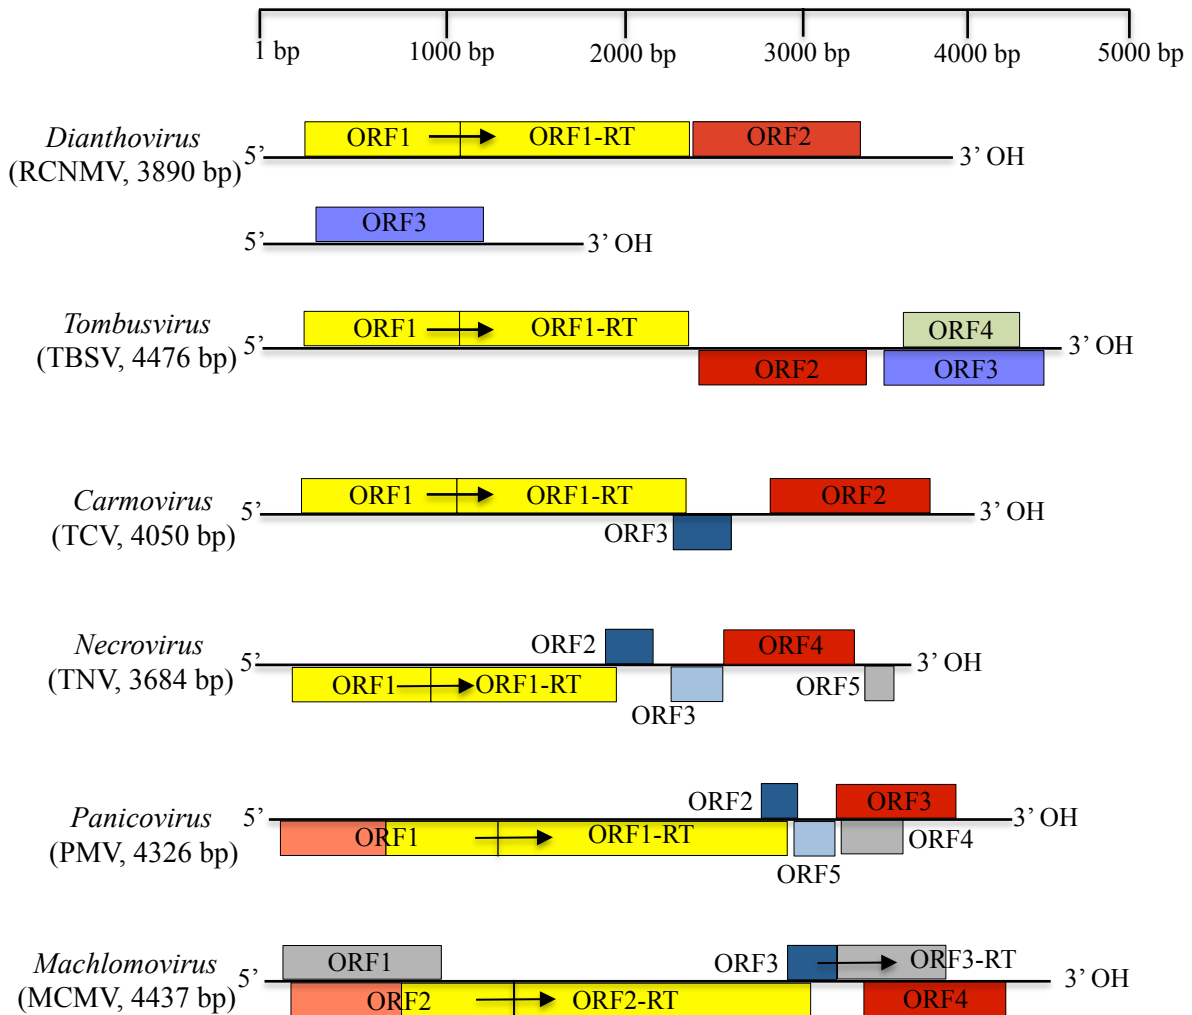 1 bp 1000 bp 2000 bp 3000 bp 4000 bp 5000 bp
Dianthovirus
(RCNMV, 3890 bp)
5’ ORF1 ORF1-RT ORF2 3’ OH
5’ ORF3 3’ OH
Tombusvirus
(TBSV, 4476 bp)
5’ ORF1 ORF1-RT ORF4 3’ OH
ORF2 ORF3
Carmovirus
(TCV, 4050 bp)
5’ ORF1 ORF1-RT ORF2 3’ OH
ORF3
Necrovirus
(TNV, 3684 bp)
5’ ORF2 ORF4 3’ OH
ORF1 ORF1-RT ORF5
ORF3
Panicovirus
(PMV, 4326 bp)
5’ ORF2 ORF3 3’ OH
ORF1 ORF1-RT ORF4
ORF5
Machlomovirus
(MCMV, 4437 bp)
5’ ORF1 ORF3 ORF3-RT 3’ OH
ORF2 ORF2-RT ORF4